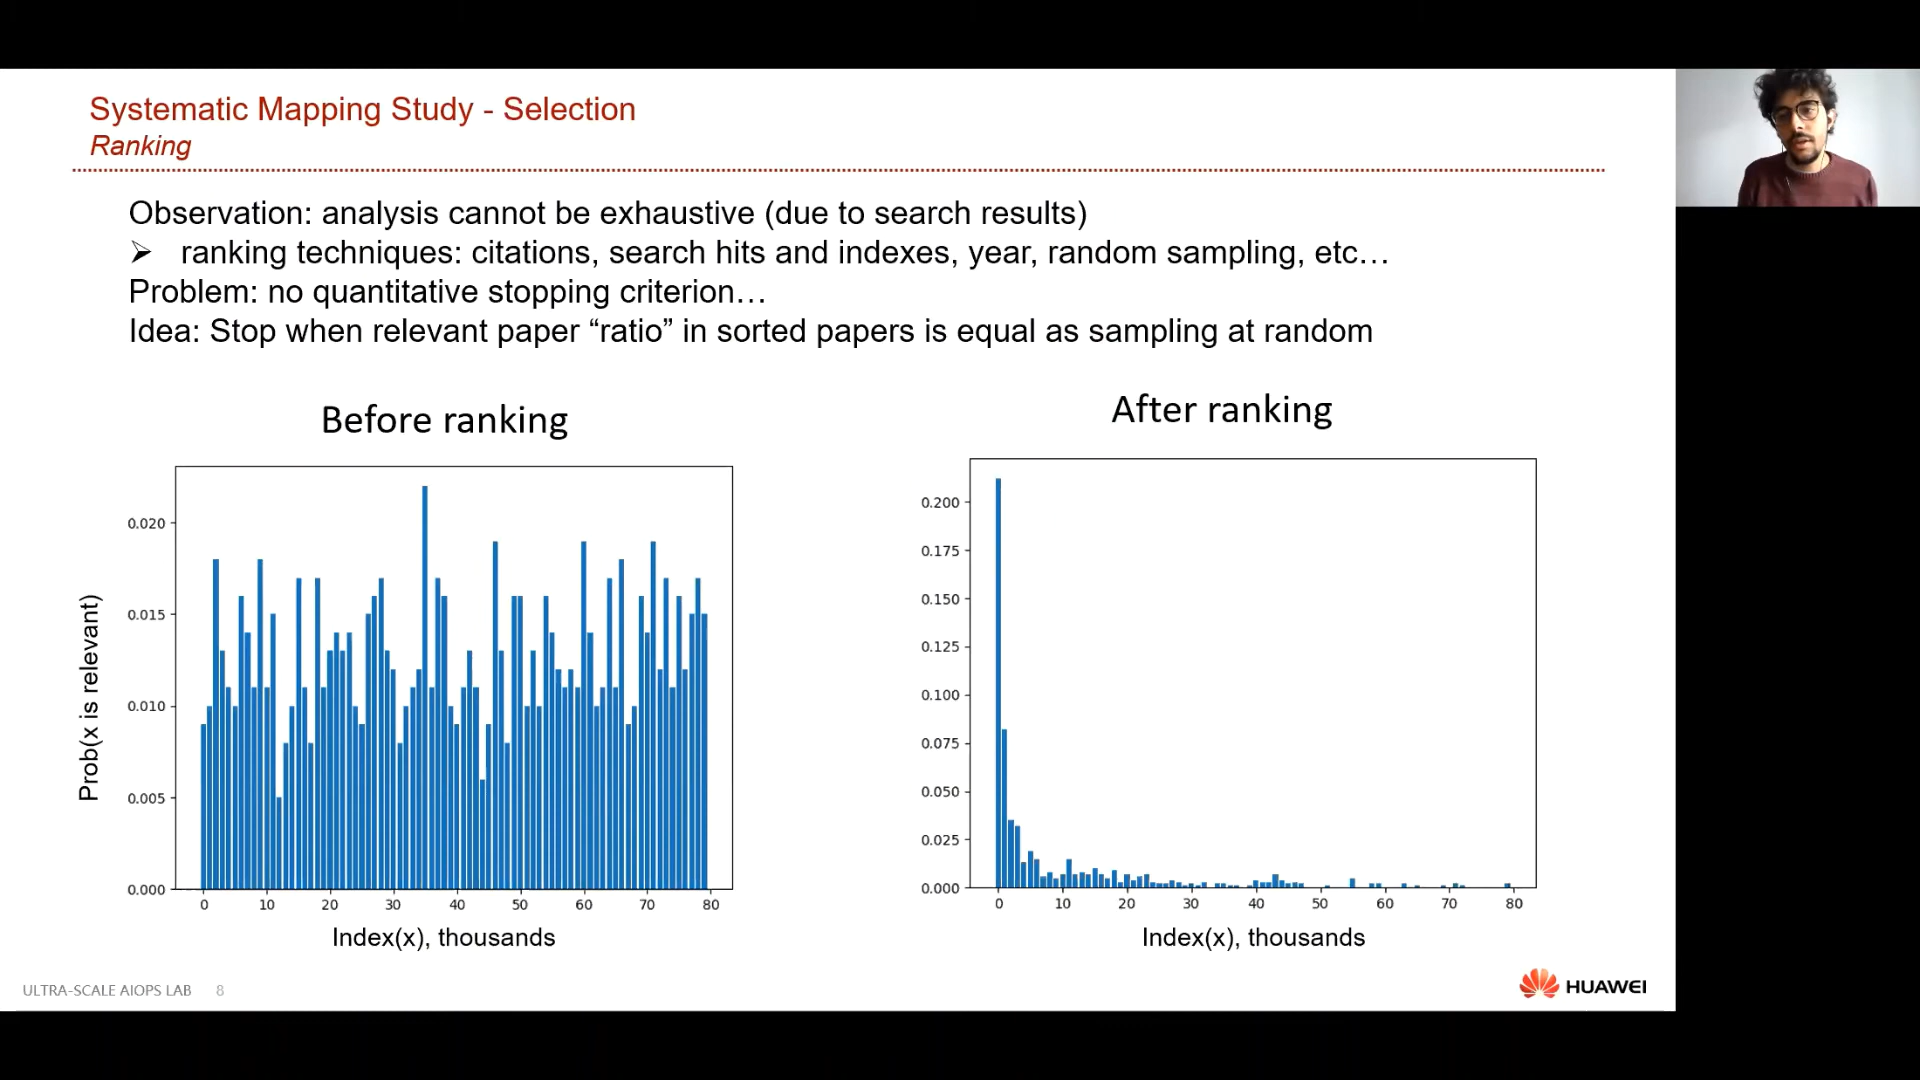 Systematic Mapping Study - Selection
Ranking
Observation: analysis cannot be exhaustive (due to search results)
➢ ranking techniques: citations, search hits and indexes, year, random sampling, etc…
Problem: no quantitative stopping criterion…
Idea: Stop when relevant paper “ratio” in sorted papers is equal as sampling at random
Before ranking
Prob(x is relevant)
0.020
0.015
0.010
0.005
0.000
0 10 20 30 40 50 60 70 80
Index(x), thousands
After ranking
0.200
0.175
0.150
0.125
0.100
0.075
0.050
0.025
0.000
0 10 20 30 40 50 60 70 80
Index(x), thousands
ULTRA-SCALE AIOPS LAB 8
HUAWEI